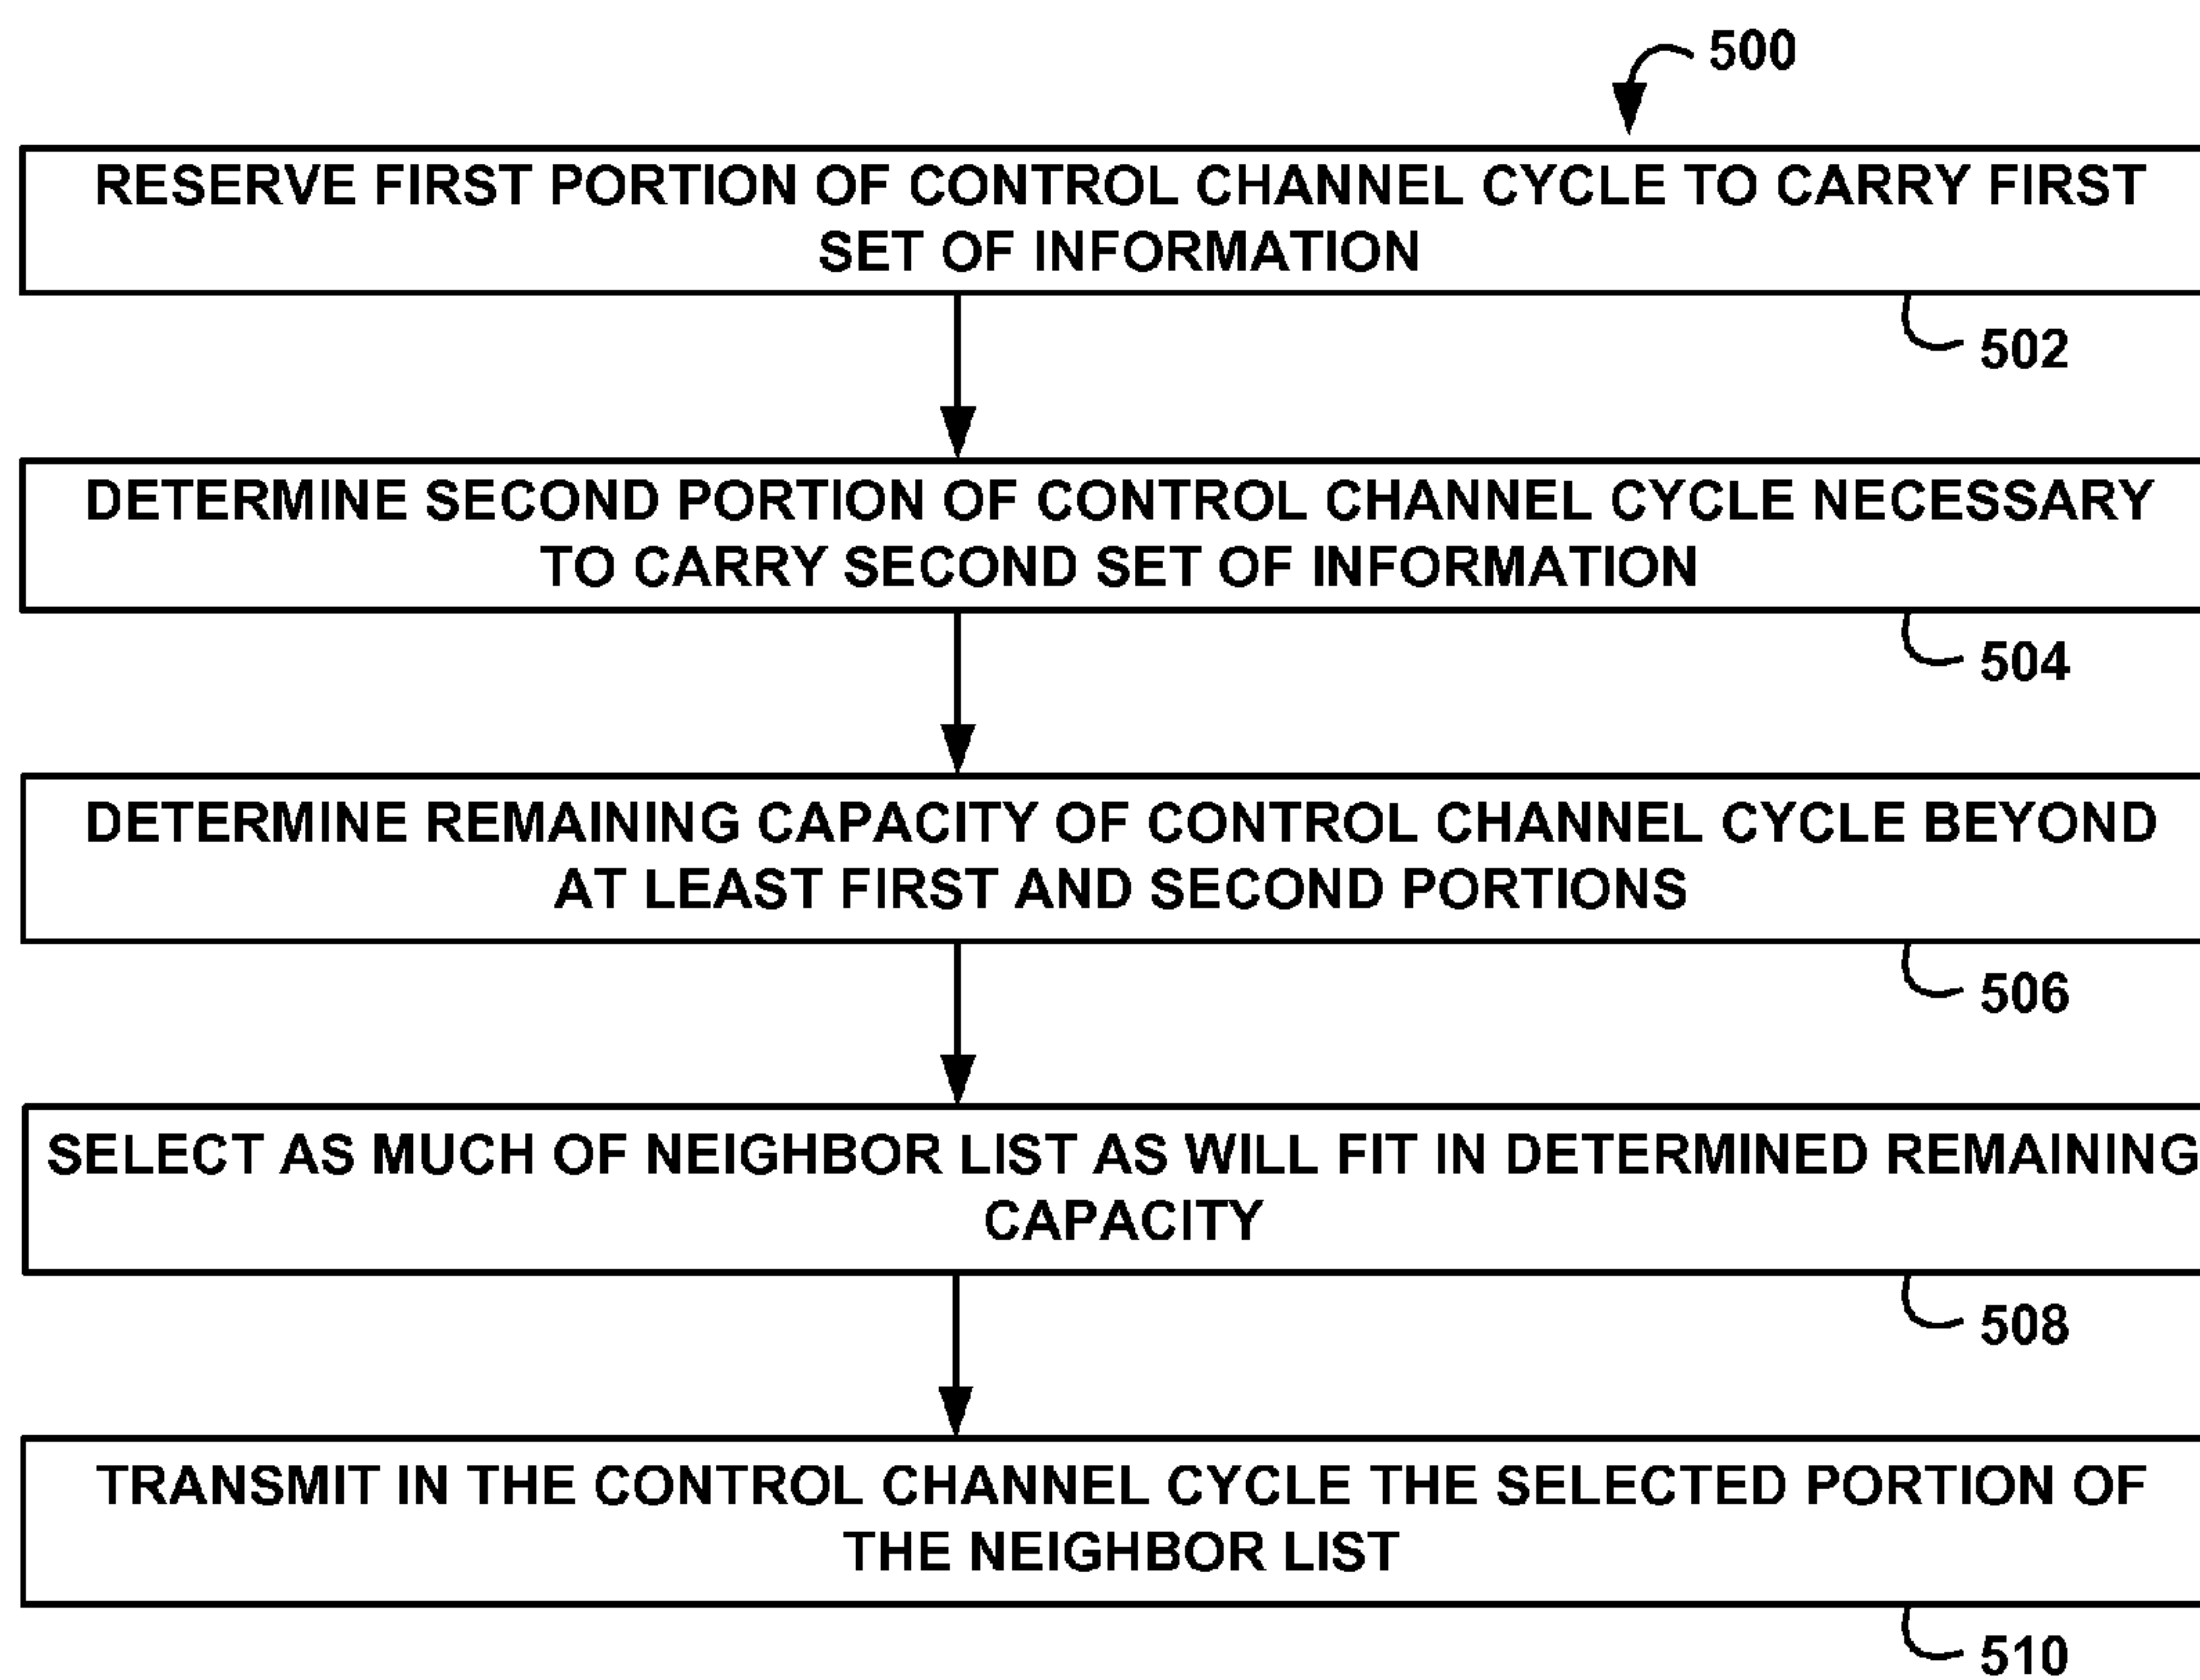 500
RESERVE FIRST PORTION OF CONTROL CHANNEL CYCLE TO CARRY FIRST
SET OF INFORMATION
502
DETERMINE SECOND PORTION OF CONTROL CHANNEL CYCLE NECESSARY
TO CARRY SECOND SET OF INFORMATION
504
DETERMINE REMAINING CAPACITY OF CONTROL CHANNEL CYCLE BEYOND
AT LEAST FIRST AND SECOND PORTIONS
506
SELECT AS MUCH OF NEIGHBOR LIST AS WILL FIT IN DETERMINED REMAINING
CAPACITY
508
TRANSMIT IN THE CONTROL CHANNEL CYCLE THE SELECTED PORTION OF
THE NEIGHBOR LIST
510